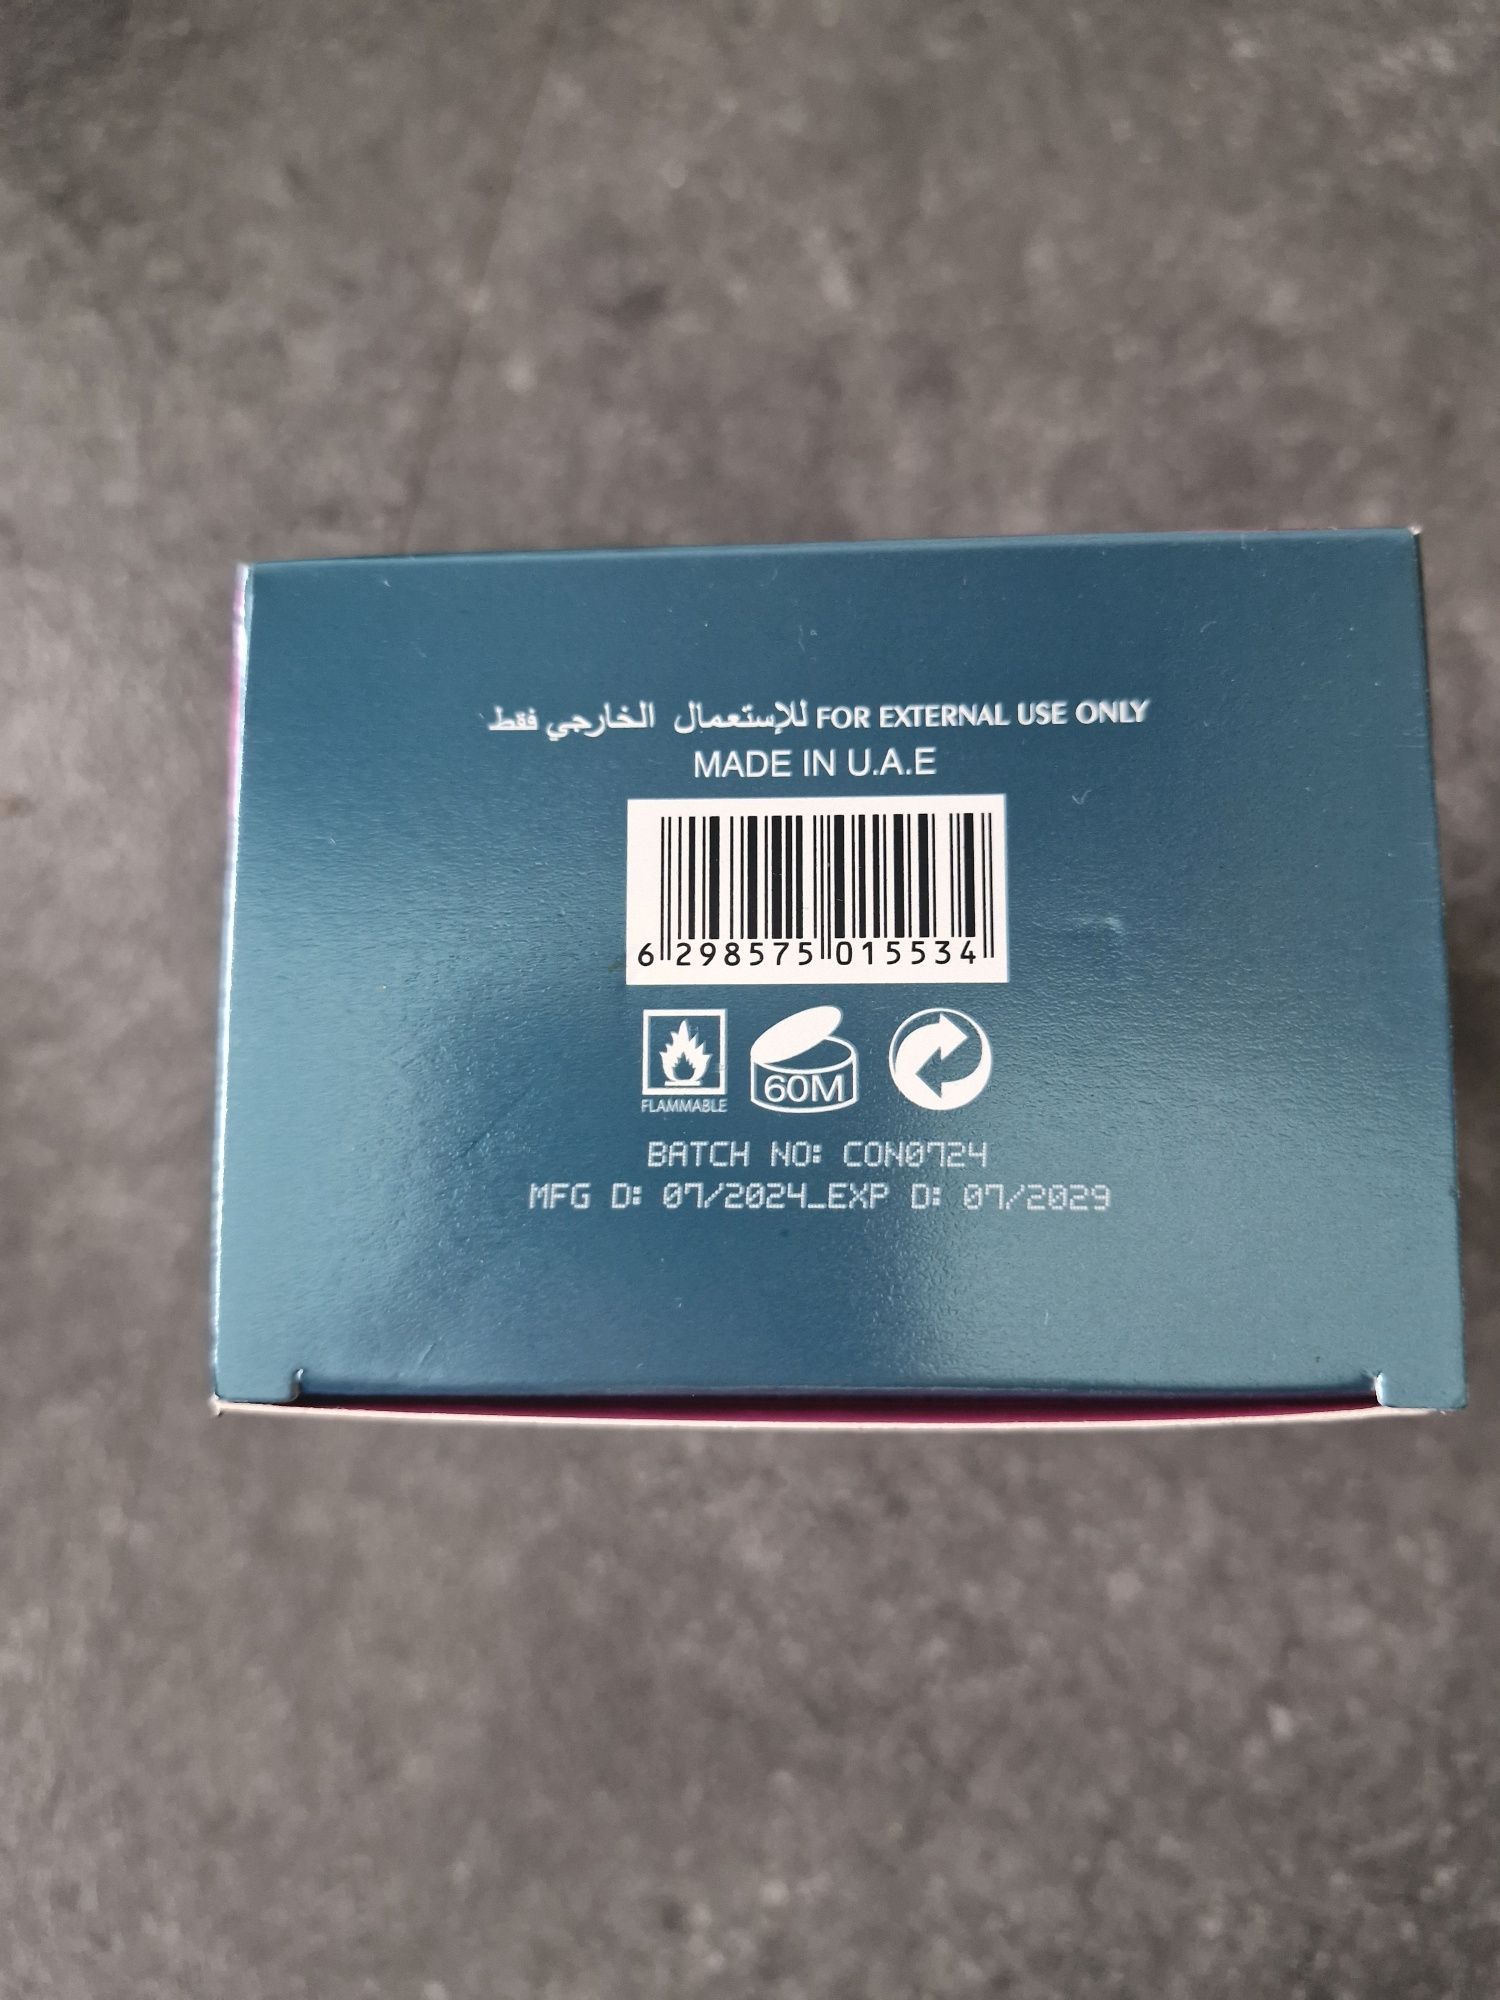 للإستعمال الخارجي فقط FOR EXTERNAL USE ONLY
MADE IN U.A.E
6 298575 015534
FLAMMABLE
60M
BATCH NO: CON0724
MFG D: 07/2024_EXP D: 07/2029